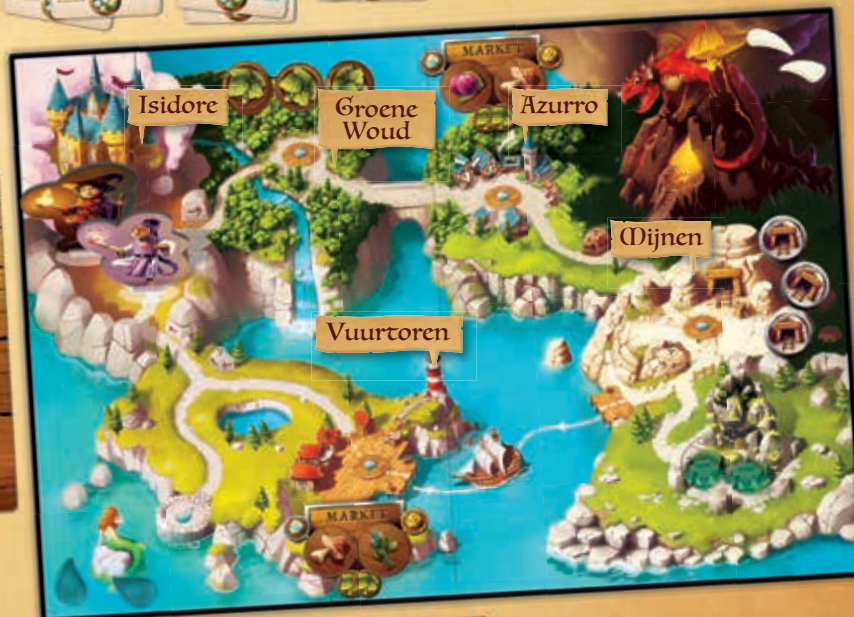 MARKET
Isidore
Groene
Woud
Azurro
Mijnen
Vuurtoren
MARKET